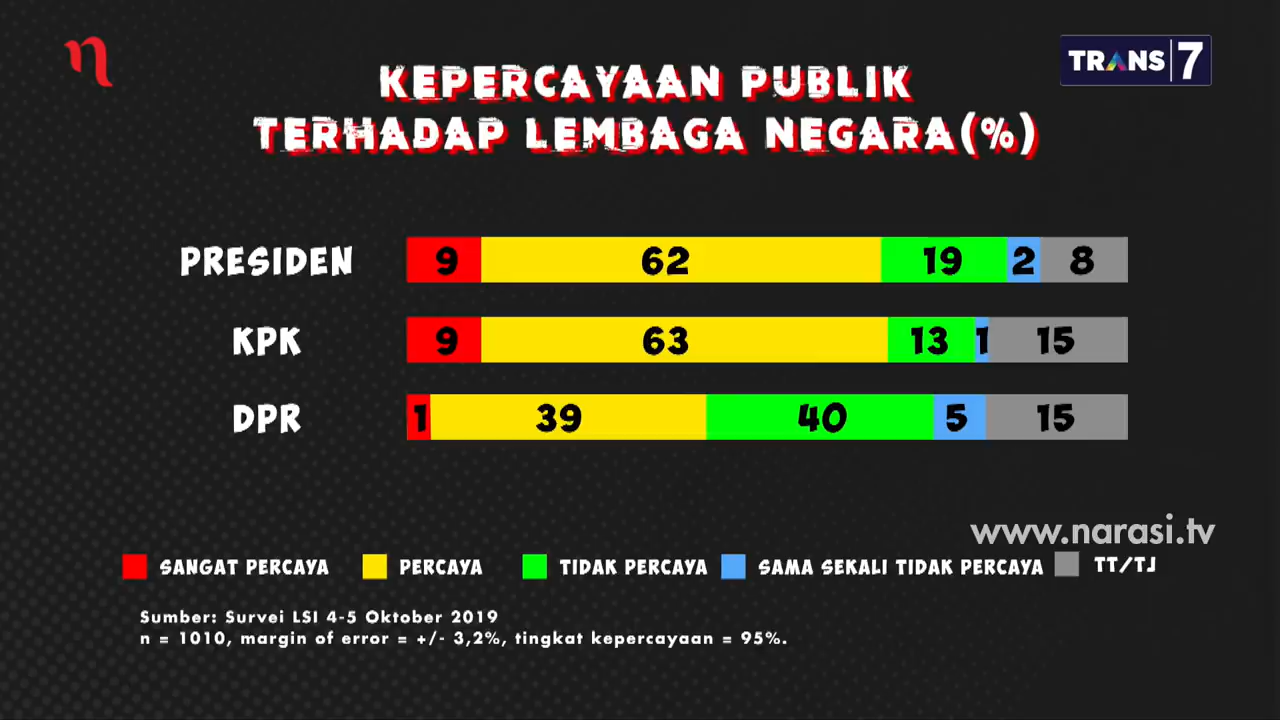 n
TRANS 7
KEPERCAYAAN PUBLIK
TERHADAP LEMBAGA NEGARA(%)
PRESIDEN 9 62 19 2 8
KPK 9 63 13 1 15
DPR 1 39 40 5 15
www.narasi.tv
SANGAT PERCAYA PERCAYA TIDAK PERCAYA SAMA SEKALI TIDAK PERCAYA TT/TJ
Sumber: Survei LSI 4-5 Oktober 2019
n = 1010, margin of error = +/- 3,2%, tingkat kepercayaan = 95%.